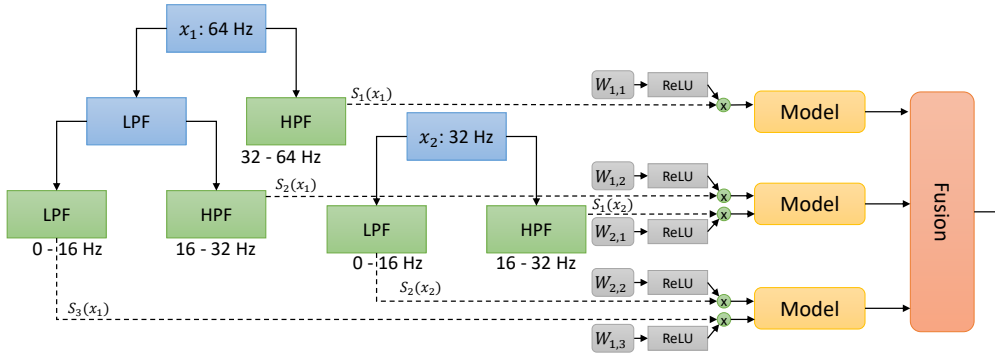 x₁: 64 Hz
S₁(x₁)
W₁,₁
ReLU
x
Model
LPF
HPF
32 - 64 Hz
x₂: 32 Hz
S₂(x₁)
W₁,₂
ReLU
x
LPF
HPF
0 - 16 Hz
16 - 32 Hz
LPF
HPF
0 - 16 Hz
16 - 32 Hz
S₁(x₂)
x
W₂,₁
ReLU
Model
Fusion
S₂(x₂)
W₂,₂
ReLU
x
S₃(x₁)
x
Model
W₁,₃
ReLU